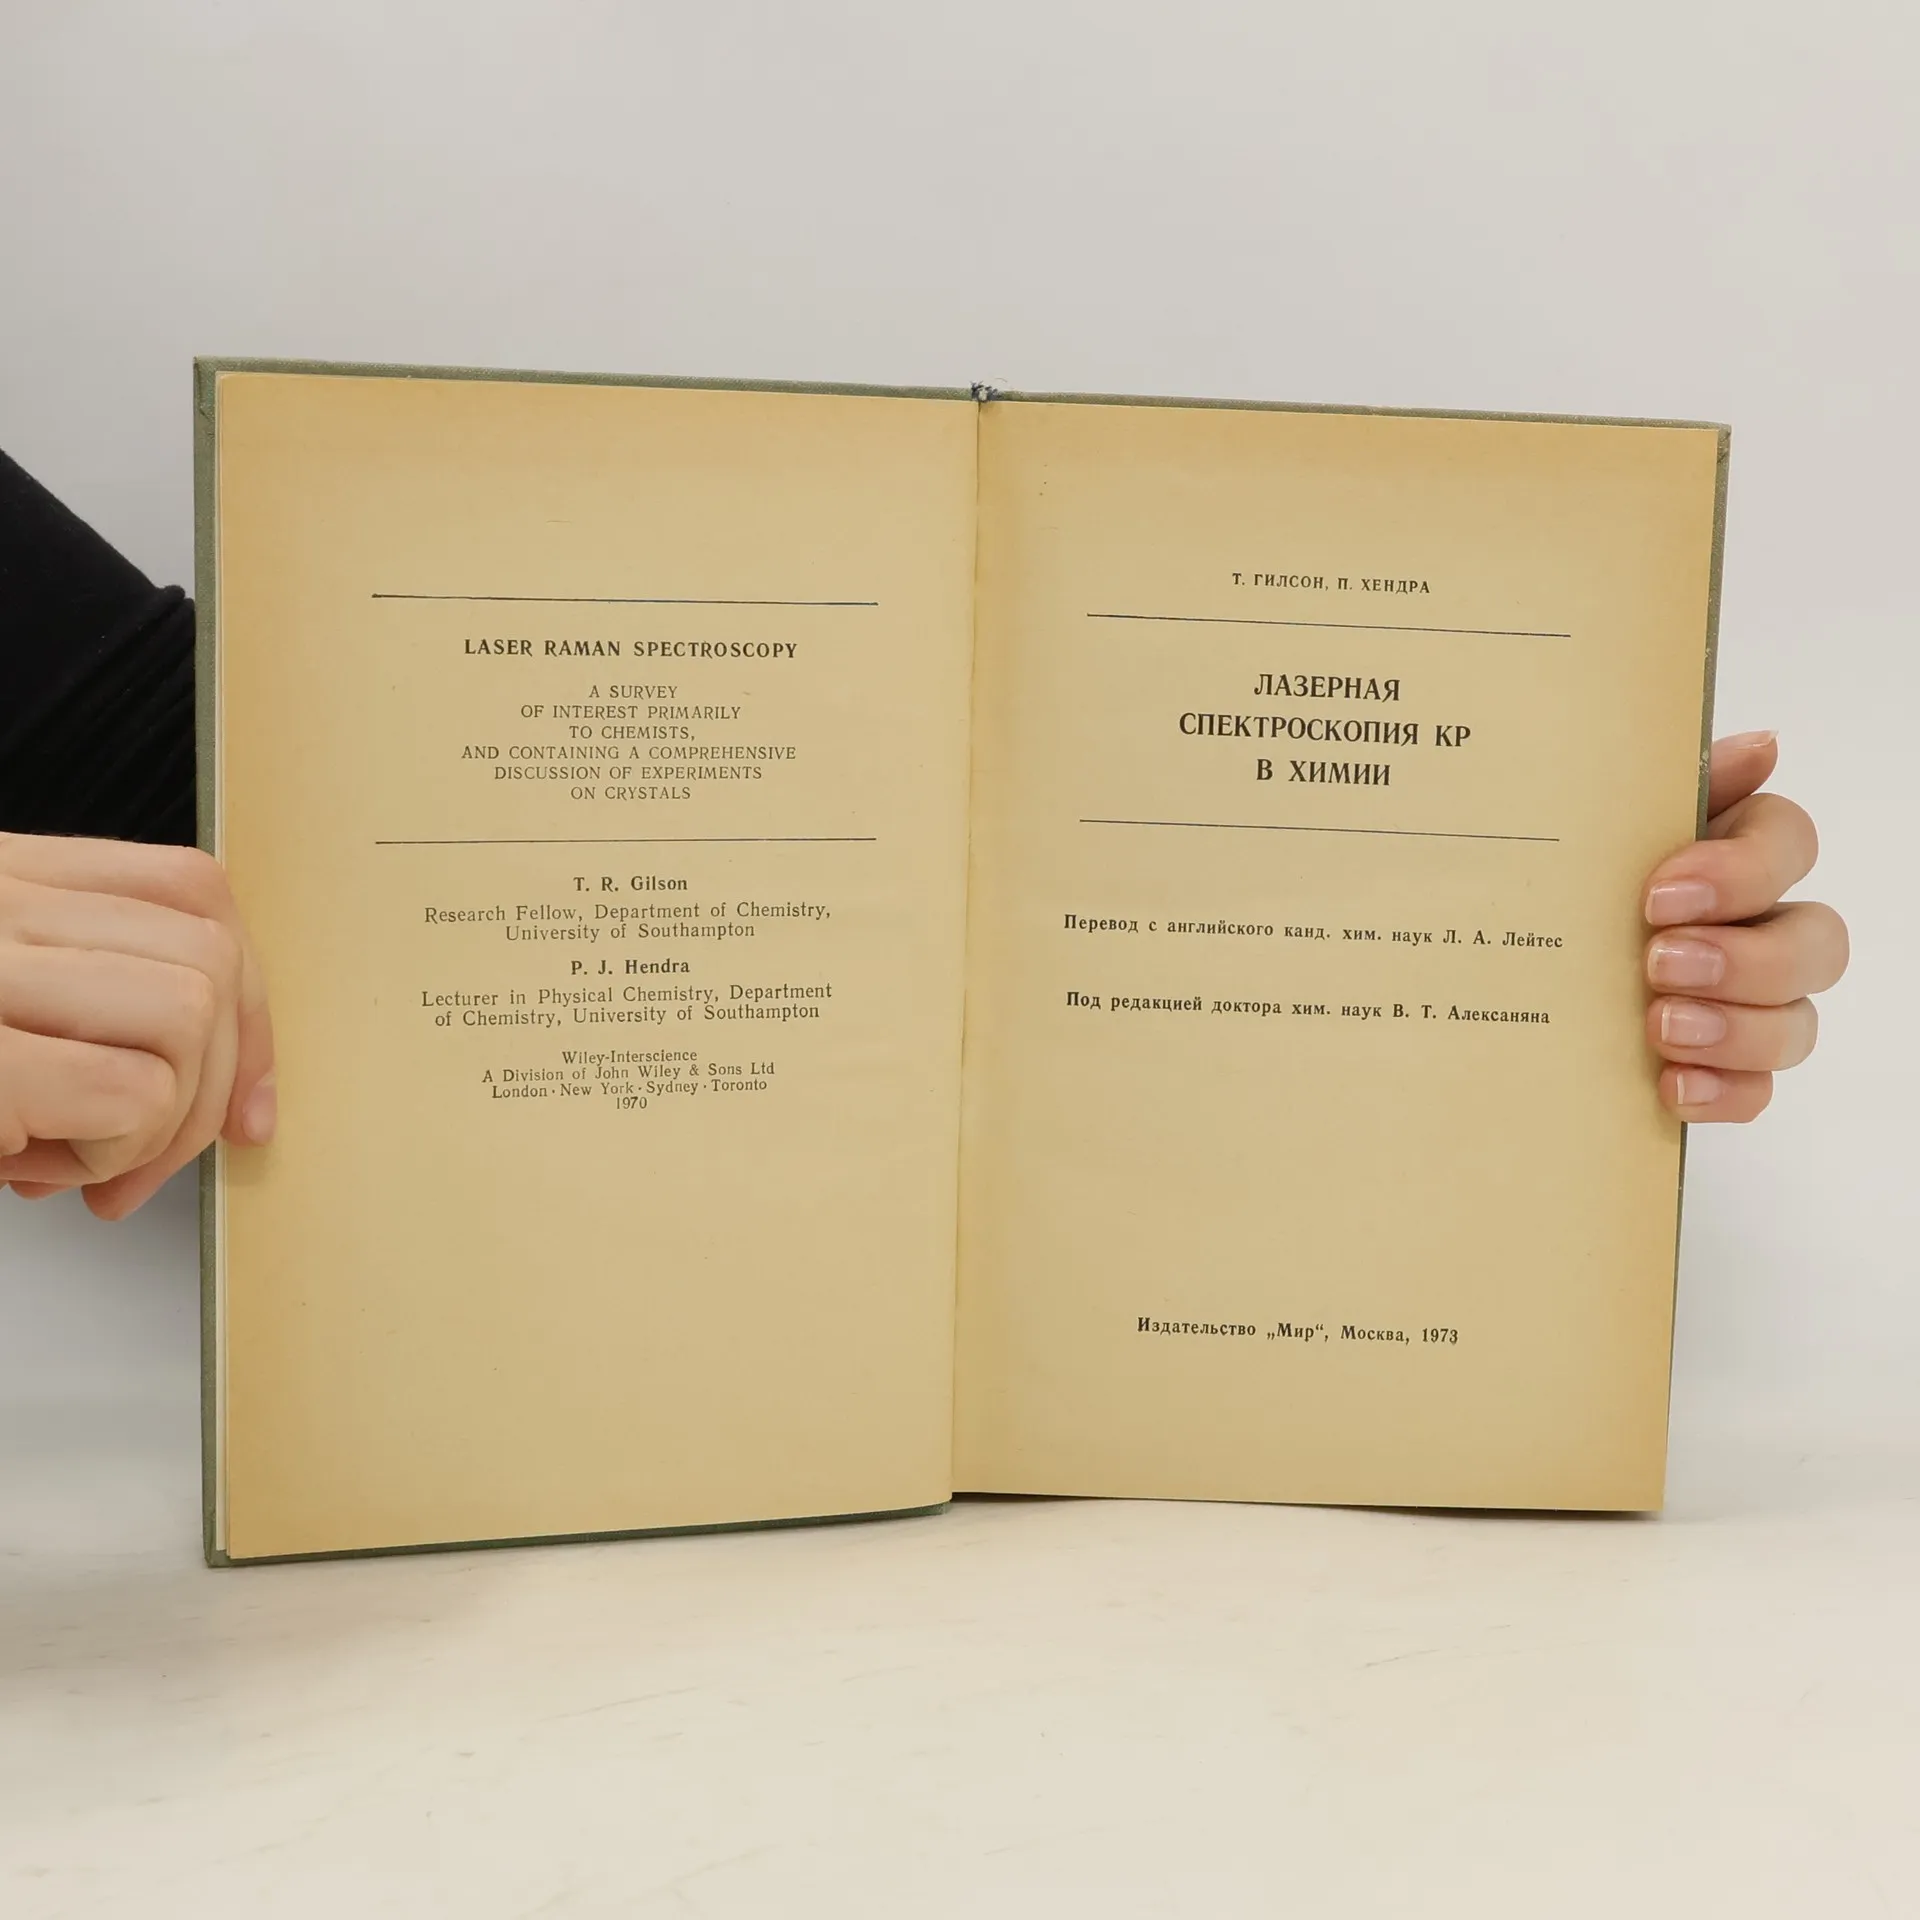 LASER RAMAN SPECTROSCOPY
A SURVEY
OF INTEREST PRIMARILY
TO CHEMISTS,
AND CONTAINING A COMPREHENSIVE
DISCUSSION OF EXPERIMENTS
ON CRYSTALS
T. R. Gilson
Research Fellow, Department of Chemistry,
University of Southampton
P. J. Hendra
Lecturer in Physical Chemistry, Department
of Chemistry, University of Southampton
Wiley-Interscience
A Division of John Wiley & Sons Ltd
London · New York · Sydney · Toronto
1970
Т. ГИЛСОН, П. ХЕНДРА
ЛАЗЕРНАЯ
СПЕКТРОСКОПИЯ КР
В ХИМИИ
Перевод с английского канд. хим. наук Л. А. Лейтес
Под редакцией доктора хим. наук В. Т. Алексаняна
Издательство „Мир“, Москва, 1973